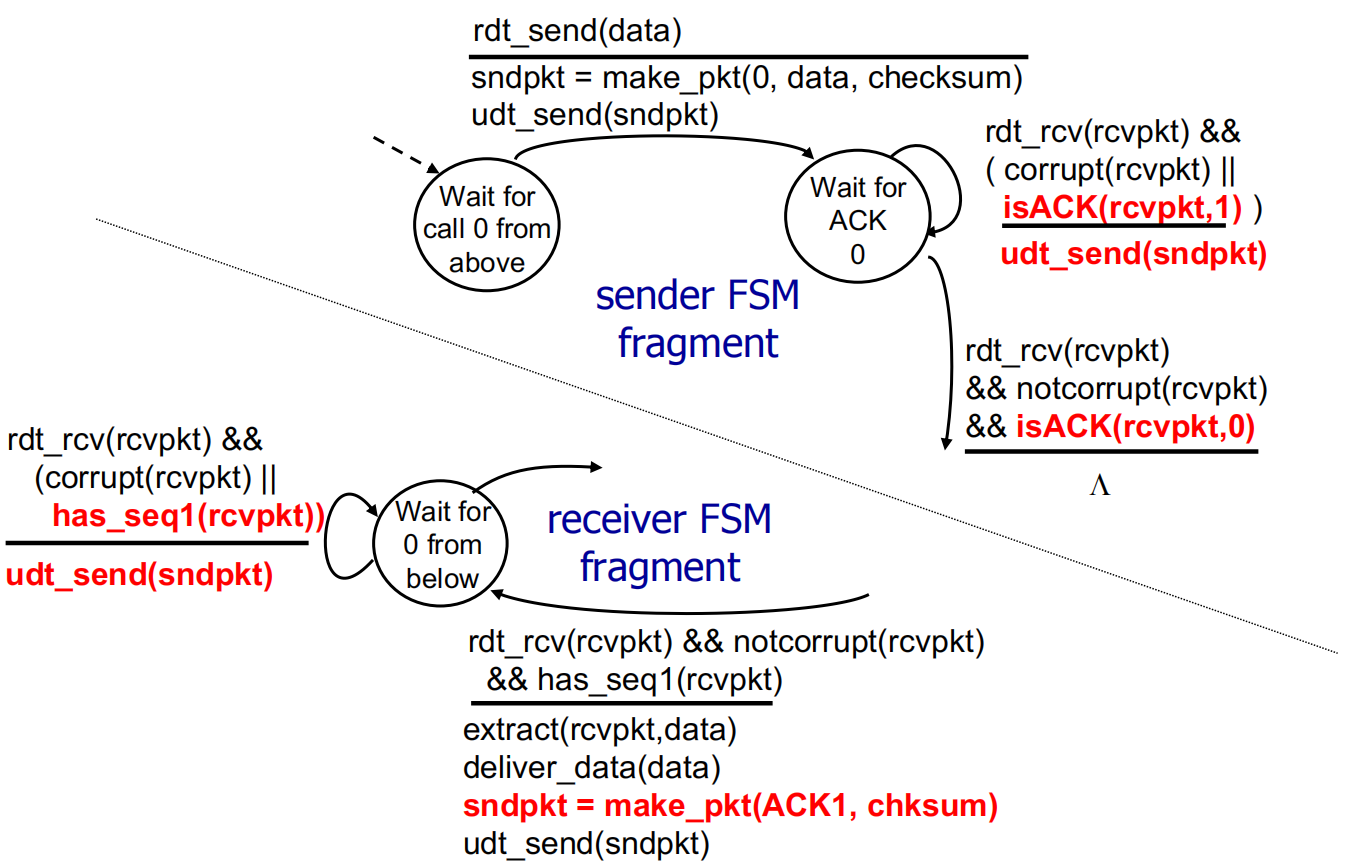 rdt_send(data)
sndpkt = make_pkt(0, data, checksum)
udt_send(sndpkt)
Wait for
call 0 from
above
Wait for
ACK
0
rdt_rcv(rcvpkt) &&
( corrupt(rcvpkt) ||
isACK(rcvpkt,1) )
udt_send(sndpkt)
sender FSM
fragment
rdt_rcv(rcvpkt)
&& notcorrupt(rcvpkt)
&& isACK(rcvpkt,0)
Λ
rdt_rcv(rcvpkt) &&
(corrupt(rcvpkt) ||
has_seq1(rcvpkt))
udt_send(sndpkt)
Wait for
0 from
below
receiver FSM
fragment
rdt_rcv(rcvpkt) && notcorrupt(rcvpkt)
&& has_seq1(rcvpkt)
extract(rcvpkt,data)
deliver_data(data)
sndpkt = make_pkt(ACK1, chksum)
udt_send(sndpkt)